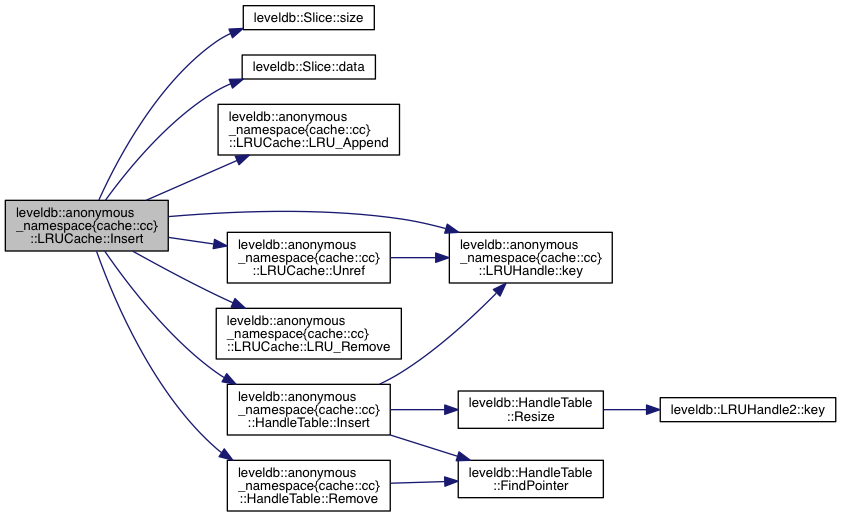 leveldb::Slice::size
leveldb::Slice::data
leveldb::anonymous
_namespace{cache::cc}
::LRUCache::LRU_Append
leveldb::anonymous
_namespace{cache::cc}
::LRUCache::Insert
leveldb::anonymous
_namespace{cache::cc}
::LRUCache::Unref
leveldb::anonymous
_namespace{cache::cc}
::LRUHandle::key
leveldb::anonymous
_namespace{cache::cc}
::LRUCache::LRU_Remove
leveldb::anonymous
_namespace{cache::cc}
::HandleTable::Insert
leveldb::HandleTable
::Resize
leveldb::LRUHandle2::key
leveldb::anonymous
_namespace{cache::cc}
::HandleTable::Remove
leveldb::HandleTable
::FindPointer